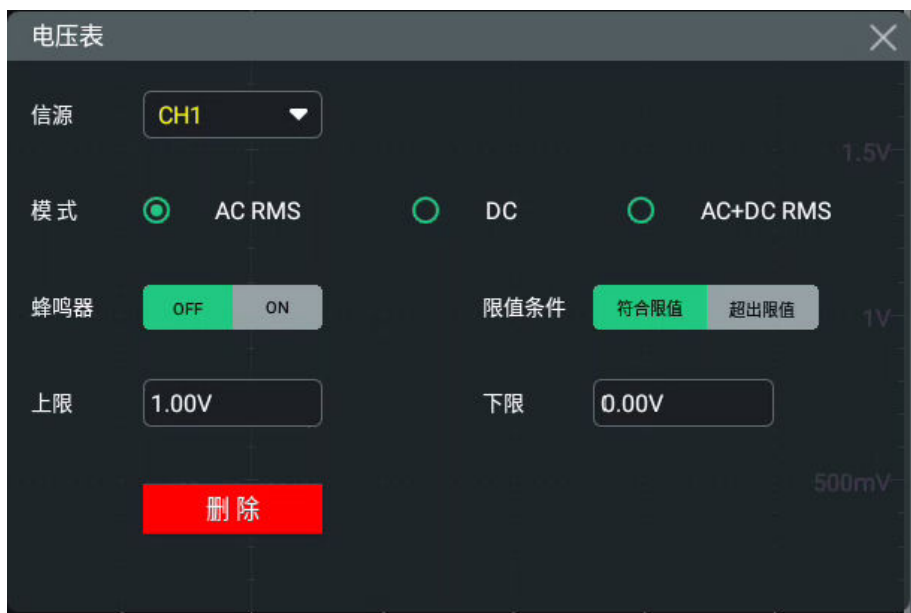 电压表
信源 CH1
1.5V
模式 AC RMS DC AC+DC RMS
蜂鸣器 OFF ON 限值条件 符合限值 超出限值
1V
上限 1.00V 下限 0.00V
500mV
删除